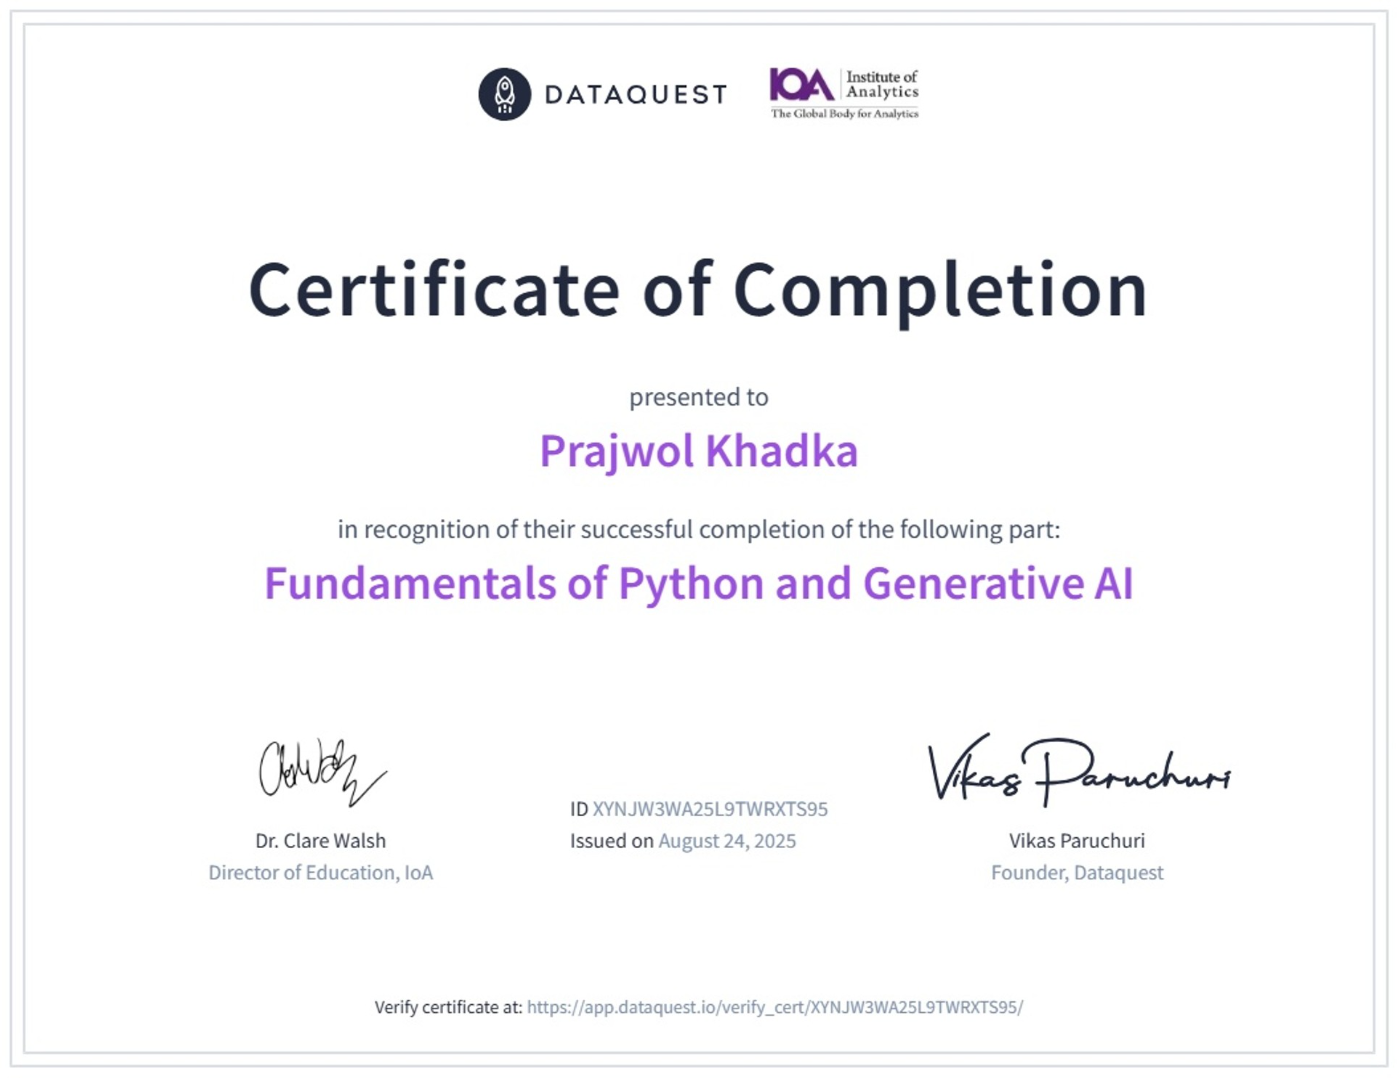 DATAQUEST
IOA Institute of Analytics
The Global Body for Analytics
Certificate of Completion
presented to
Prajwol Khadka
in recognition of their successful completion of the following part:
Fundamentals of Python and Generative AI
Vikas Paruchuri
ID XYNJW3WA25L9TWRXTS95
Dr. Clare Walsh
Issued on August 24, 2025
Vikas Paruchuri
Director of Education, IoA
Founder, Dataquest
Verify certificate at: https://app.dataquest.io/verify_cert/XYNJW3WA25L9TWRXTS95/